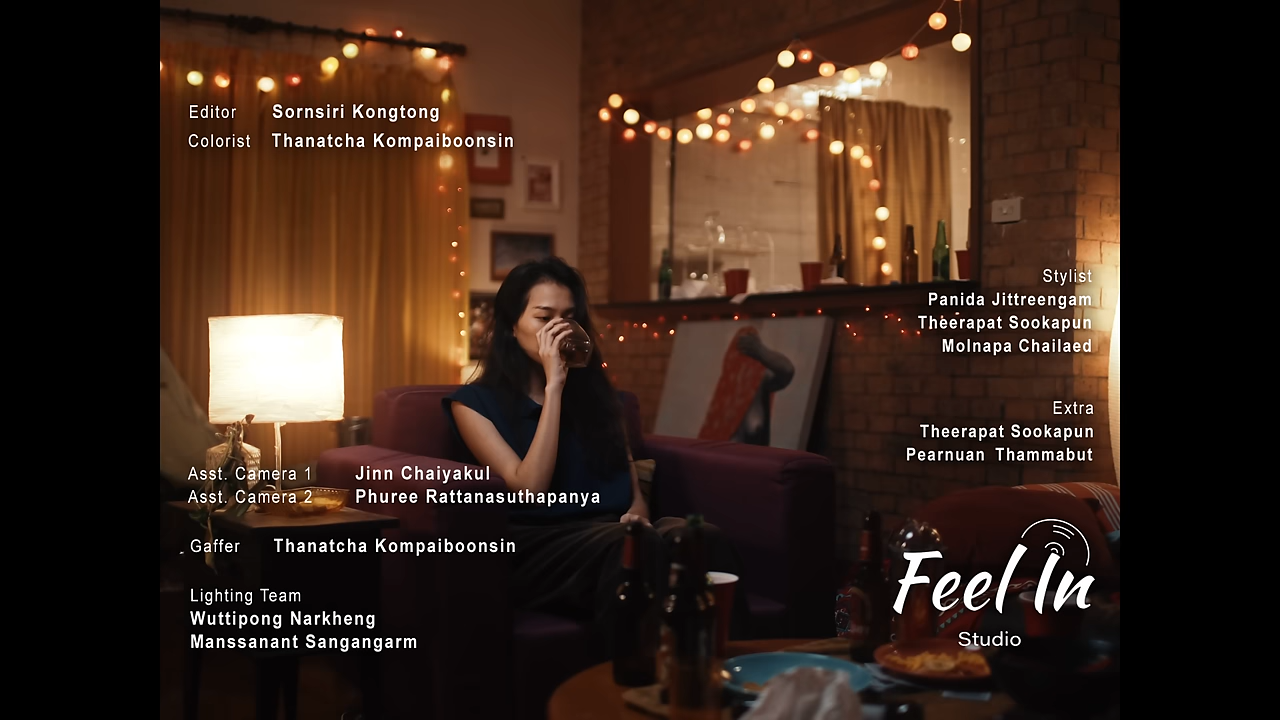 Editor Sornsiri Kongtong
Colorist Thanatcha Kompaiboonsin
Stylist
Panida Jittreengam
Theerapat Sookapun
Molnapa Chailaed
Extra
Theerapat Sookapun
Pearnuan Thammabut
Asst. Camera 1 Jinn Chaiyakul
Asst. Camera 2 Phuree Rattanasuthapanya
Gaffer Thanatcha Kompaiboonsin
Lighting Team
Wuttipong Narkheng
Manssanant Sangangarm
Feel In
Studio